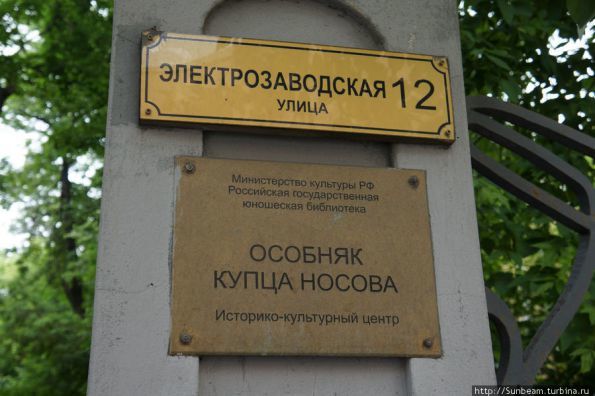 ЭЛЕКТРОЗАВОДСКАЯ 12
УЛИЦА
Министерство культуры РФ
Российская государственная
юношеская библиотека
ОСОБНЯК
КУПЦА НОСОВА
Историко-культурный центр
http://Sunbeam.turbina.ru